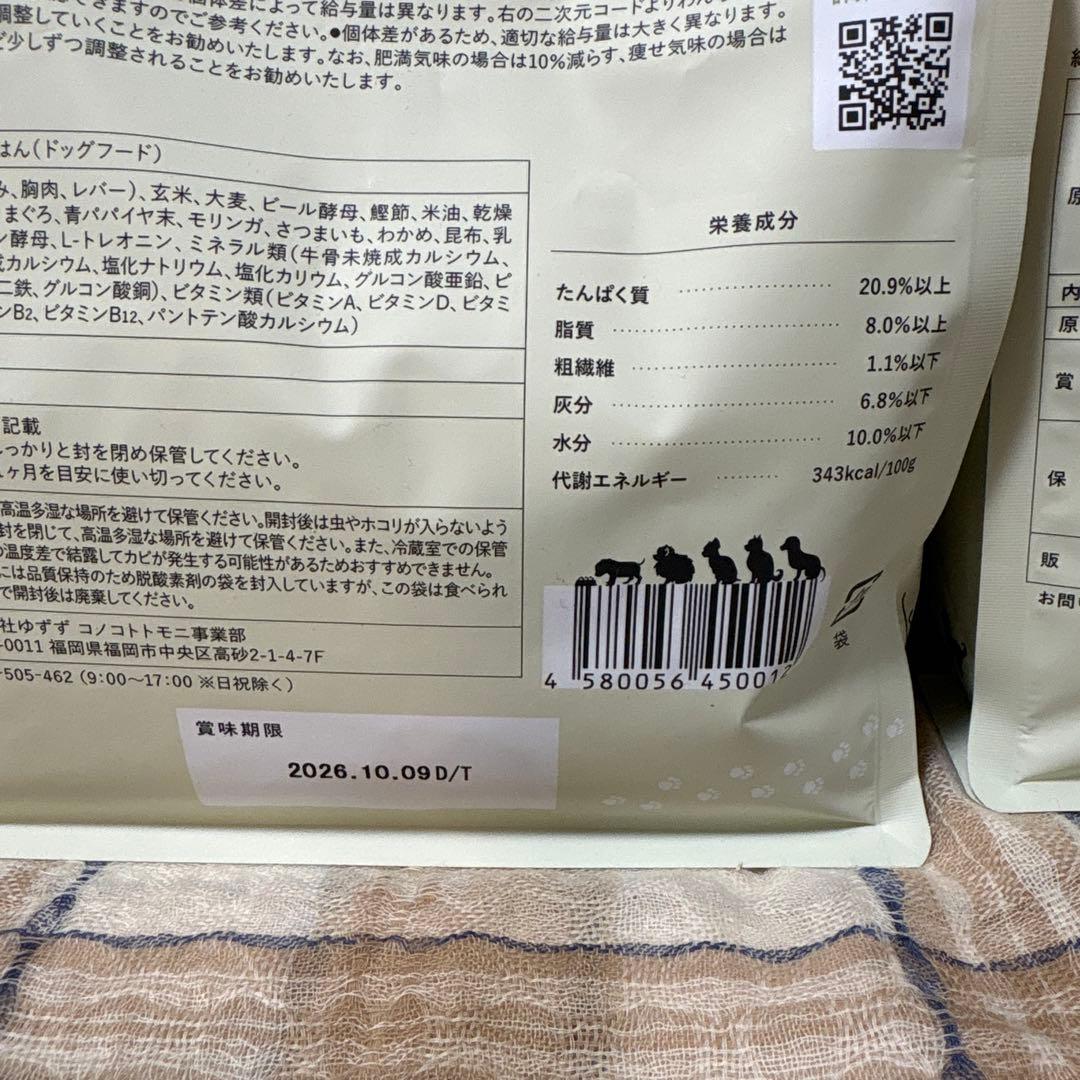 個体差によって給与量は異なります。右の二次元コードより
できますのでご参考ください。●個体差があるため、適切な給与量は大きく異なります。
調整していくことをお勧めいたします。なお、肥満気味の場合は10%減らす、痩せ気味の場合は
少しずつ調整されることをお勧めいたします。
はん(ドッグフード)
み、胸肉、レバー)、玄米、大麦、ビール酵母、鰹節、米油、乾燥
まぐろ、青パパイヤ末、モリンガ、さつまいも、わかめ、昆布、乳
ン酵母、L-トレオニン、ミネラル類(牛骨未焼成カルシウム、
成カルシウム、塩化ナトリウム、塩化カリウム、グルコン酸亜鉛、ピ
二鉄、グルコン酸銅)、ビタミン類(ビタミンA、ビタミンD、ビタミ
ンB2、ビタミンB12、パントテン酸カルシウム)
記載
しっかりと封を閉め保管してください。
1ヶ月を目安に使い切ってください。
高温多湿な場所を避けて保管ください。開封後は虫やホコリが入らないよう
封を閉じて、高温多湿な場所を避けて保管ください。また、冷蔵室での保管
の温度差で結露してカビが発生する可能性があるためおすすめできません。
には品質保持のため脱酸素剤の袋を封入していますが、この袋は食べられ
で開封後は廃棄してください。
社ゆずず コノコトトモニ事業部
-0011 福岡県福岡市中央区高砂2-1-4-7F
-505-462 (9:00〜17:00 ※日祝除く)
賞味期限
2026.10.09D/T
栄養成分
たんぱく質 20.9%以上
脂質 8.0%以上
粗繊維 1.1%以下
灰分 6.8%以下
水分 10.0%以下
代謝エネルギー 343kcal/100g
4 580056 450012
袋
原
内
原
賞
保
販
お問い